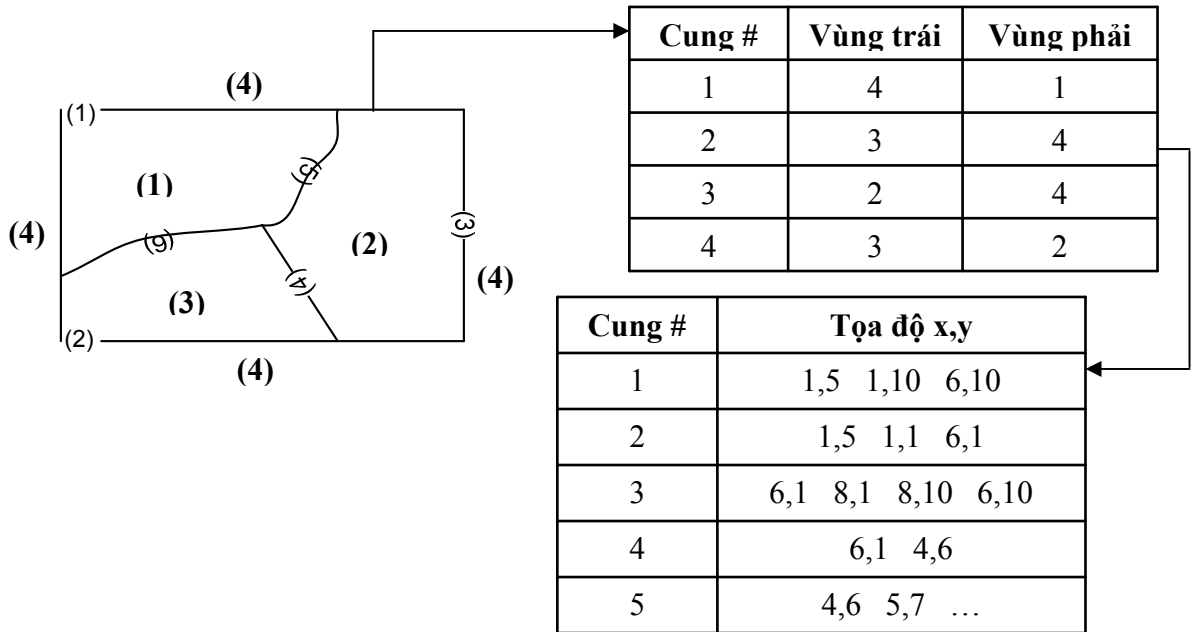 (4)
(1)
(5)
(1)
(3)
(4)
(6)
(2)
(4)
(4)
(3)
(2)
(4)
Cung # Vùng trái Vùng phải
1 4 1
2 3 4
3 2 4
4 3 2
Cung # Tọa độ x,y
1 1,5 1,10 6,10
2 1,5 1,1 6,1
3 6,1 8,1 8,10 6,10
4 6,1 4,6
5 4,6 5,7 …